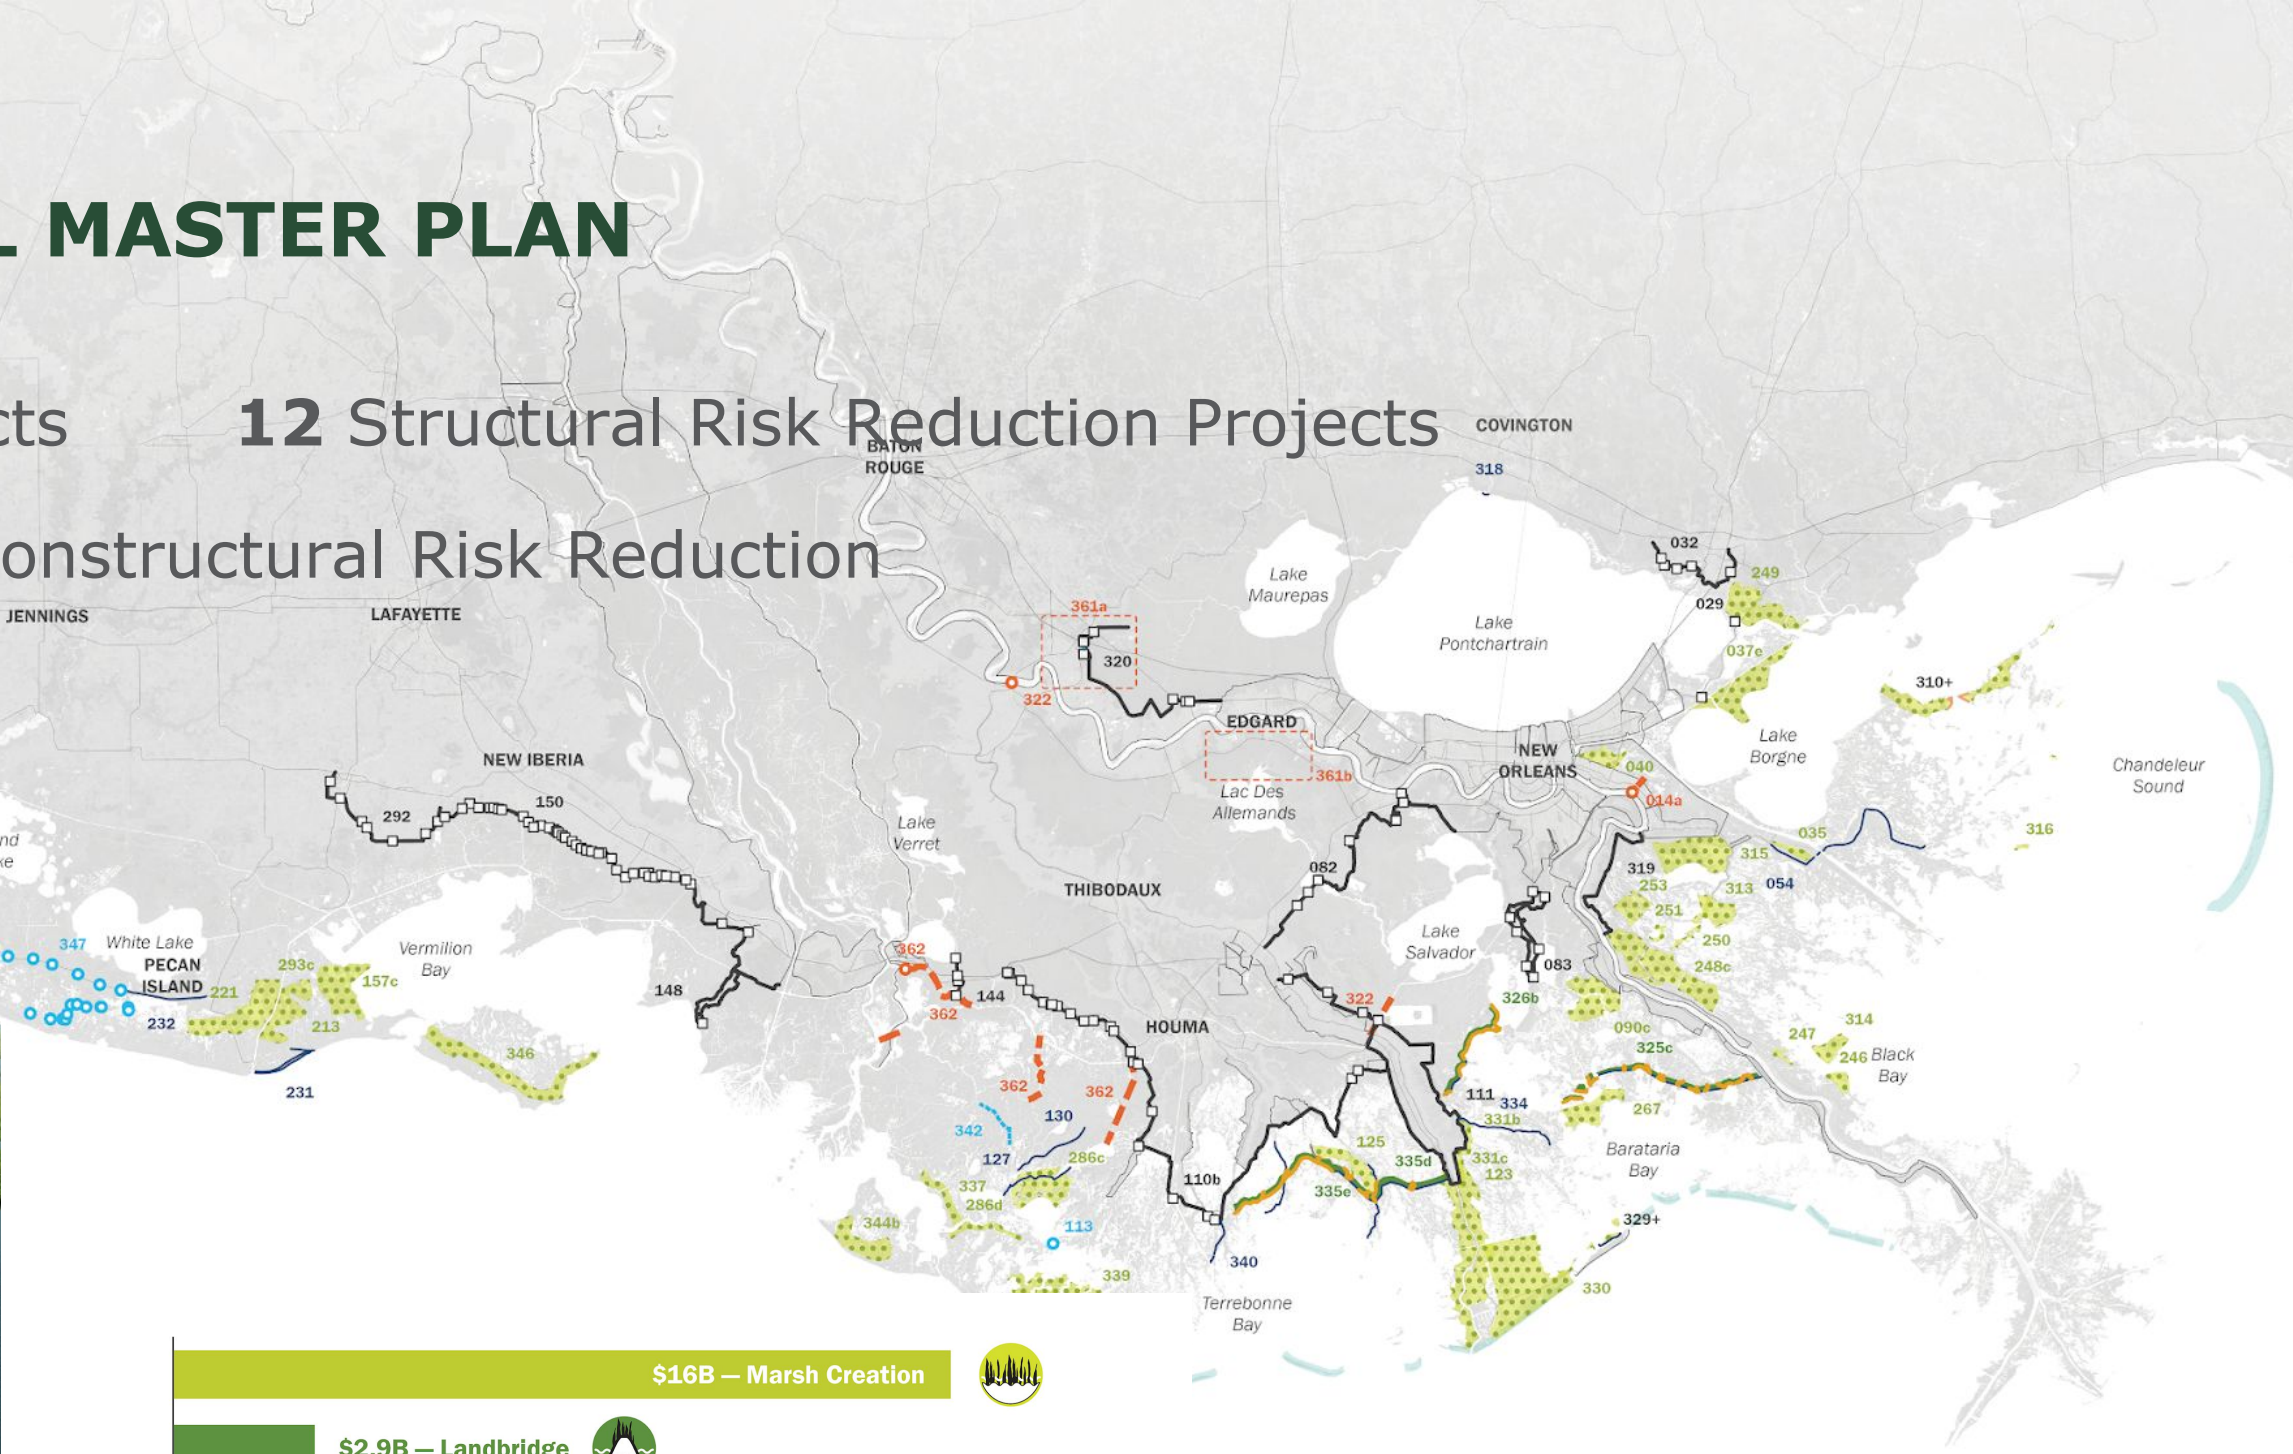 L MASTER PLAN
cts 12 Structural Risk Reduction Projects
onstructural Risk Reduction
COVINGTON
318
BATON
ROUGE
032
249
029
Lake
Maurepas
361a
320
322
Lake
Pontchartrain
037c
310+
JENNINGS
LAFAYETTE
EDGARD
361b
Lac Des
Allemands
NEW
ORLEANS
040
014a
Lake
Borgne
Chandeleur
Sound
NEW IBERIA
150
292
Lake
Verret
THIBODAUX
082
319
315
035
054
316
253
313
251
250
248c
nd
ke
347
White Lake
PECAN
ISLAND
221
232
293c
157c
213
231
Vermilion
Bay
346
148
362
362
144
HOUMA
322
Lake
Salvador
083
326b
090c
325c
247
314
246
Black
Bay
362
362
342
130
127
286c
337
286d
344b
113
339
110b
340
125
335d
335e
111
334
331b
331c
123
267
Barataria
Bay
329+
330
Terrebonne
Bay
$16B — Marsh Creation
$2.9B — Landbridge